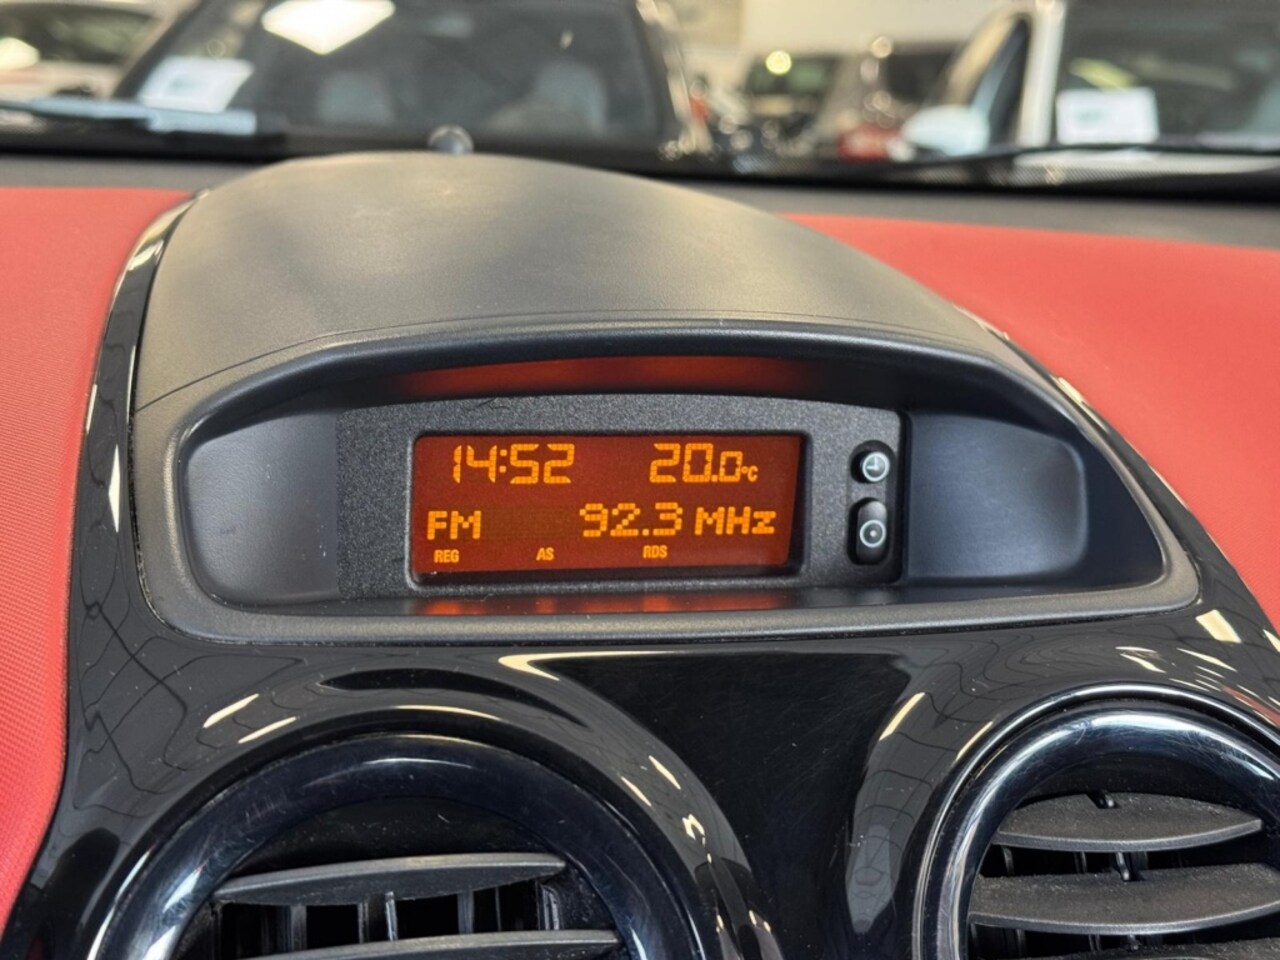 14:52 20.0°C
FM 92.3 MHz
REG AS RDS